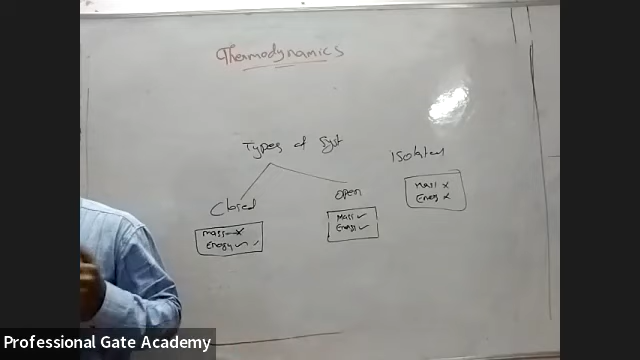 Thermodynamics
Types of Syst
Isolated
Closed
Open
Mass ×
Energy ✓ ✓
Mass ✓
Energy ✓
Mass ×
Energy ×
Professional Gate Academy